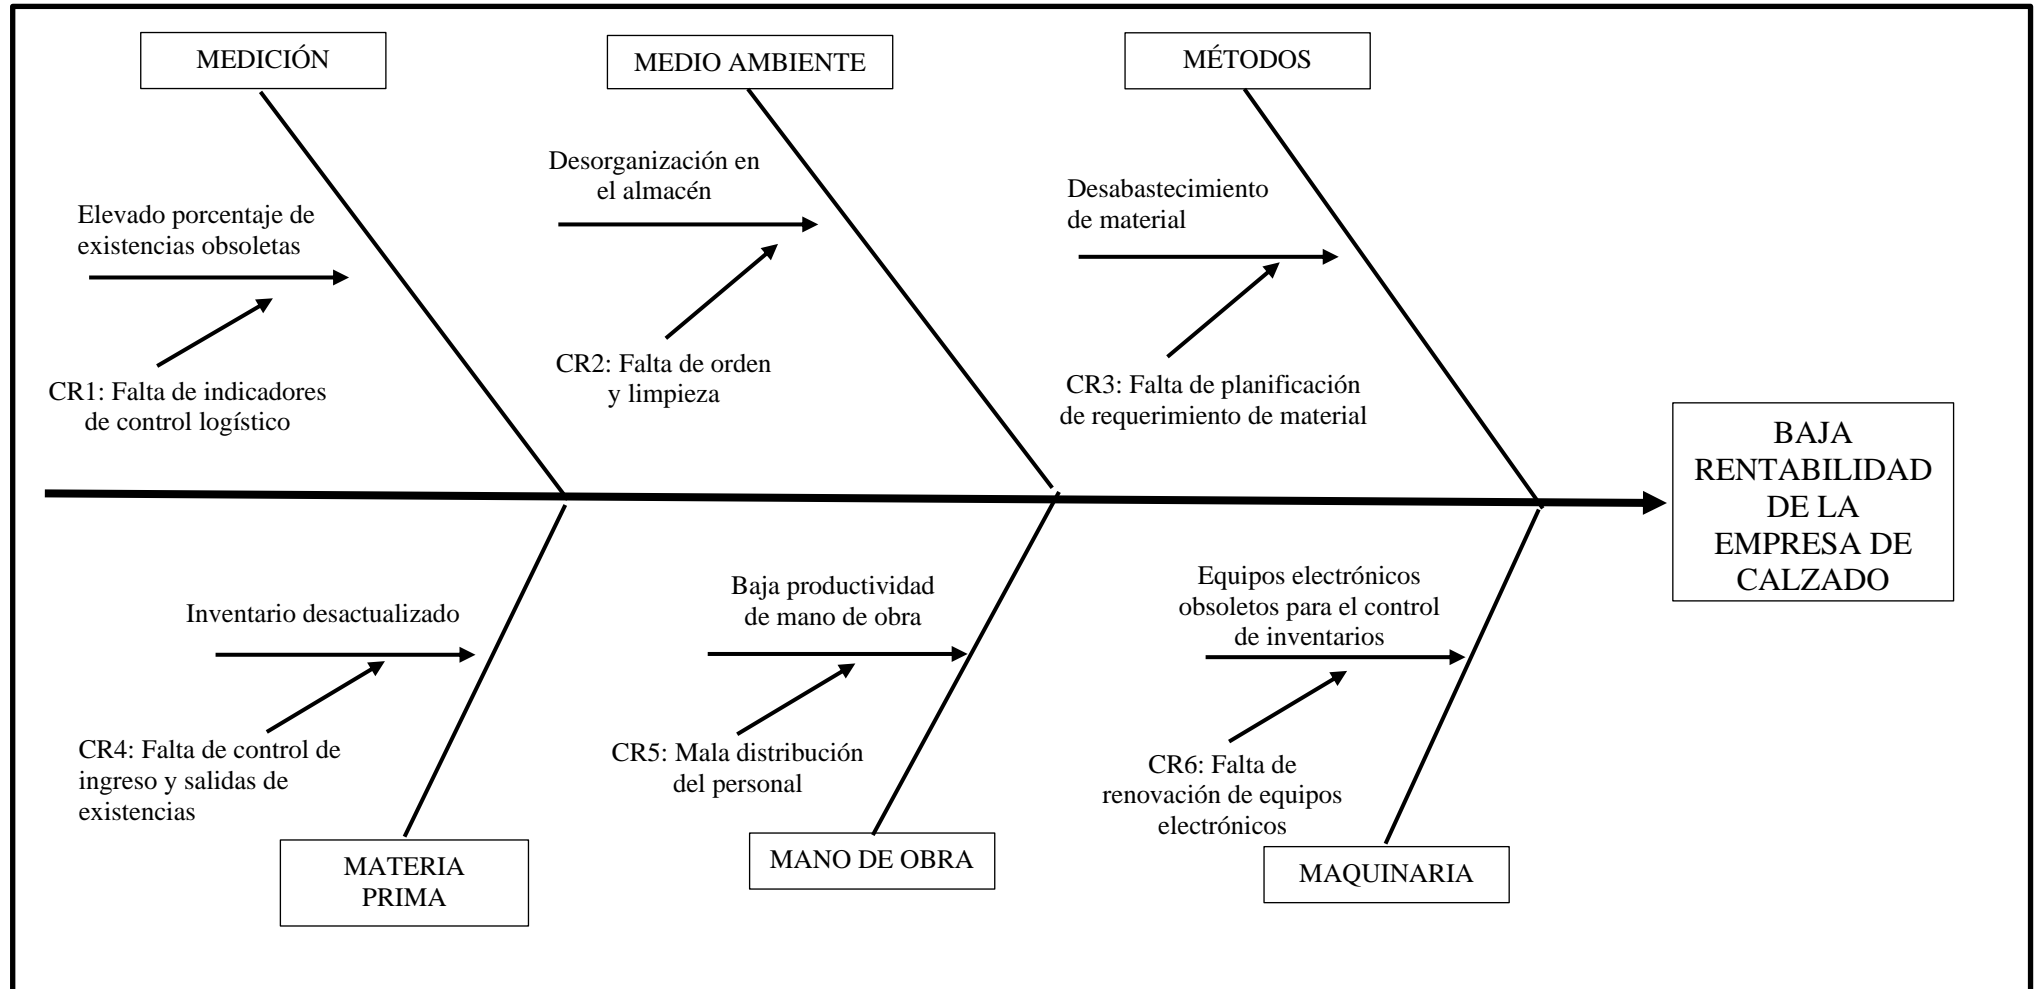 MEDICIÓN
MEDIO AMBIENTE
MÉTODOS
Elevado porcentaje de
existencias obsoletas
CR1: Falta de indicadores
de control logístico
Desorganización en
el almacén
CR2: Falta de orden
y limpieza
Desabastecimiento
de material
CR3: Falta de planificación
de requerimiento de material
BAJA
RENTABILIDAD
DE LA
EMPRESA DE
CALZADO
Inventario desactualizado
CR4: Falta de control de
ingreso y salidas de
existencias
Baja productividad
de mano de obra
CR5: Mala distribución
del personal
Equipos electrónicos
obsoletos para el control
de inventarios
CR6: Falta de
renovación de equipos
electrónicos
MATERIA
PRIMA
MANO DE OBRA
MAQUINARIA